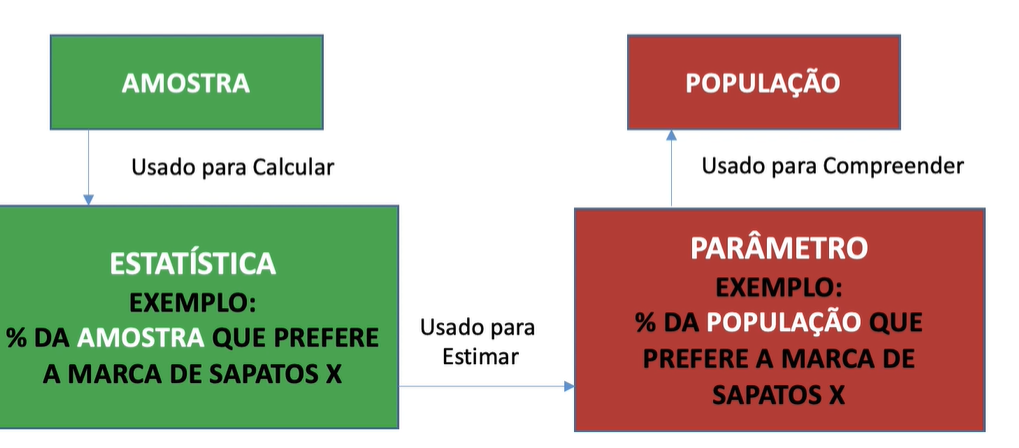 AMOSTRA
POPULAÇÃO
Usado para Calcular
Usado para Compreender
ESTATÍSTICA
EXEMPLO:
% DA AMOSTRA QUE PREFERE
A MARCA DE SAPATOS X
Usado para
Estimar
PARÂMETRO
EXEMPLO:
% DA POPULAÇÃO QUE
PREFERE A MARCA DE
SAPATOS X